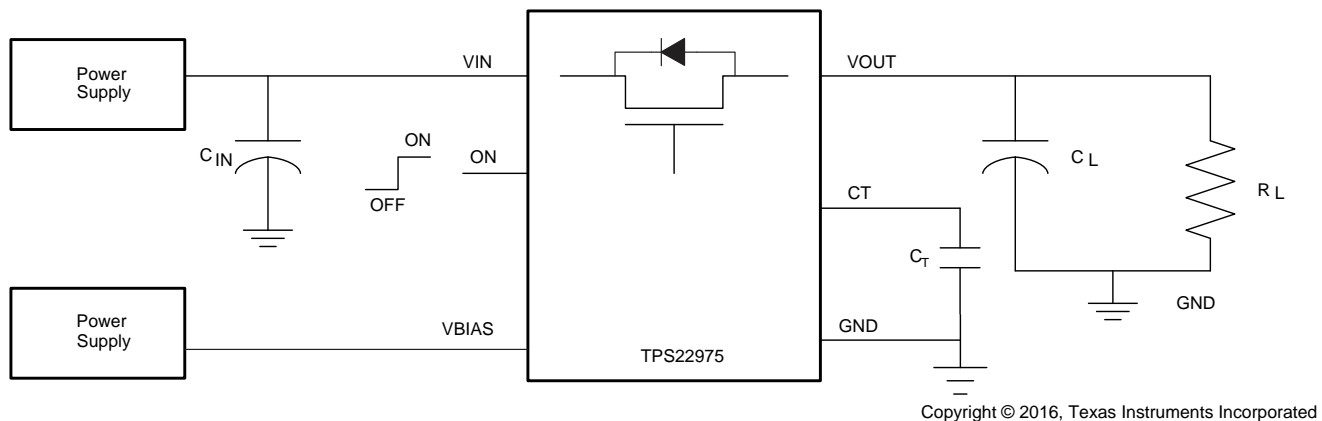 Power
Supply
VIN
VOUT
C IN
ON
OFF
ON
C L
R L
CT
CT
GND
Power
Supply
VBIAS
GND
TPS22975
Copyright © 2016, Texas Instruments Incorporated